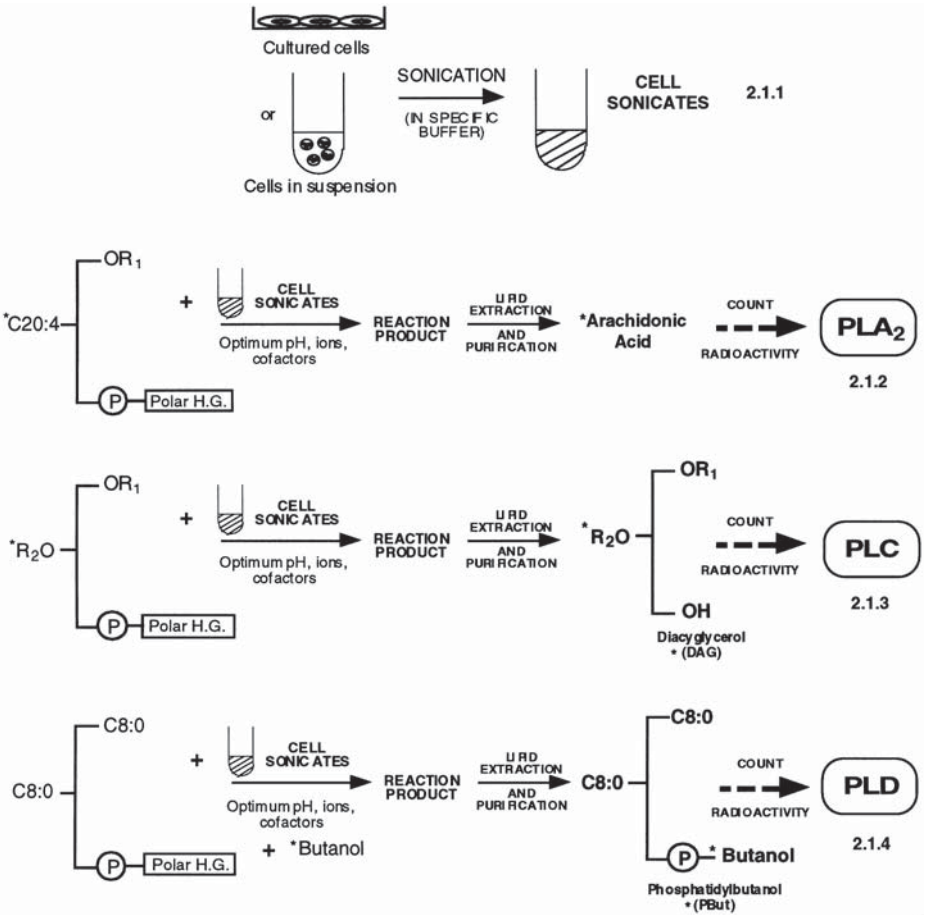 Cultured cells
or
Cells in suspension
SONICATION
(IN SPECIFIC
BUFFER)
CELL
SONICATES
2.1.1
OR1
*C20:4
P
Polar H.G.
+
CELL
SONICATES
Optimum pH, ions,
cofactors
REACTION
PRODUCT
LIPID
EXTRACTION
AND
PURIFICATION
*Arachidonic
Acid
COUNT
RADIOACTIVITY
PLA2
2.1.2
OR1
*R2O
P
Polar H.G.
+
CELL
SONICATES
Optimum pH, ions,
cofactors
REACTION
PRODUCT
LIPID
EXTRACTION
AND
PURIFICATION
OR1
*R2O
OH
Diacyglycerol
* (DAG)
COUNT
RADIOACTIVITY
PLC
2.1.3
C8:0
C8:0
P
Polar H.G.
+
CELL
SONICATES
Optimum pH, ions,
cofactors
+ *Butanol
REACTION
PRODUCT
LIPID
EXTRACTION
AND
PURIFICATION
C8:0
C8:0
P
* Butanol
Phosphatidylbutanol
* (PBut)
COUNT
RADIOACTIVITY
PLD
2.1.4